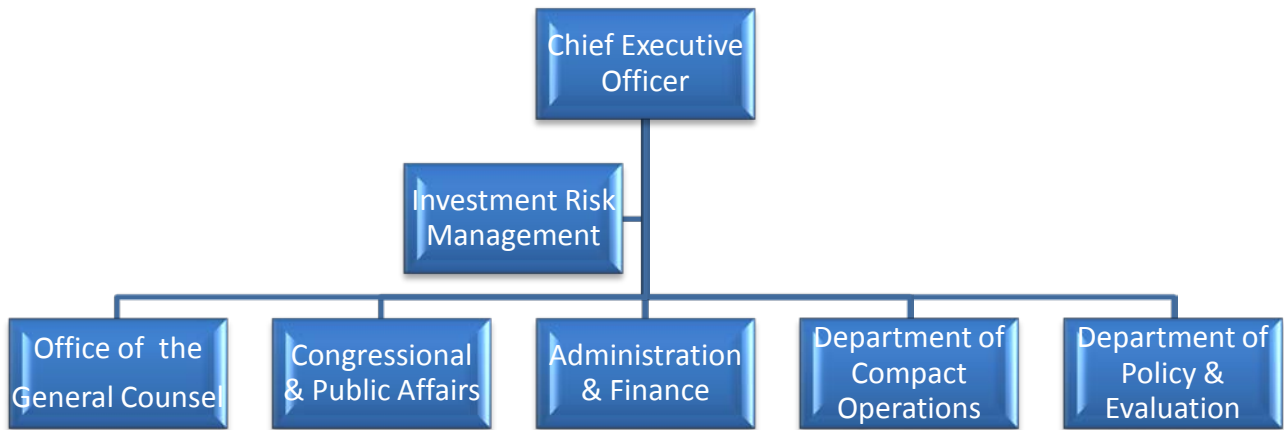 Chief Executive
Officer
Investment Risk
Management
Office of the
General Counsel
Congressional
& Public Affairs
Administration
& Finance
Department of
Compact
Operations
Department of
Policy &
Evaluation